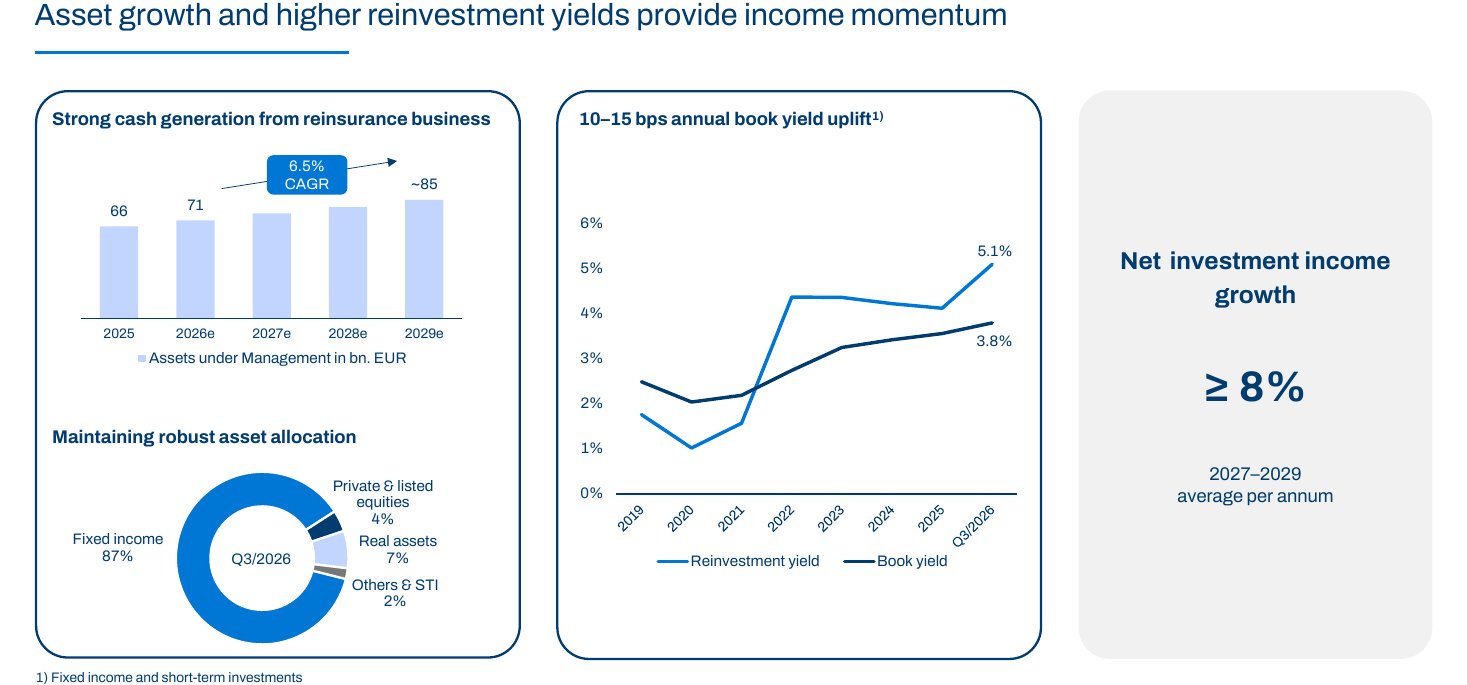 Asset growth and higher reinvestment yields provide income momentum
Strong cash generation from reinsurance business
6.5%
CAGR
66
71
~85
2025
2026e
2027e
2028e
2029e
Assets under Management in bn. EUR
Maintaining robust asset allocation
Private & listed
equities
4%
Fixed income
87%
Q3/2026
Real assets
7%
Others & STI
2%
10–15 bps annual book yield uplift¹⁾
6%
5%
4%
3%
2%
1%
0%
5.1%
3.8%
2019
2020
2021
2022
2023
2024
2025
Q3/2026
Reinvestment yield
Book yield
Net investment income
growth
≥ 8%
2027–2029
average per annum
1) Fixed income and short-term investments